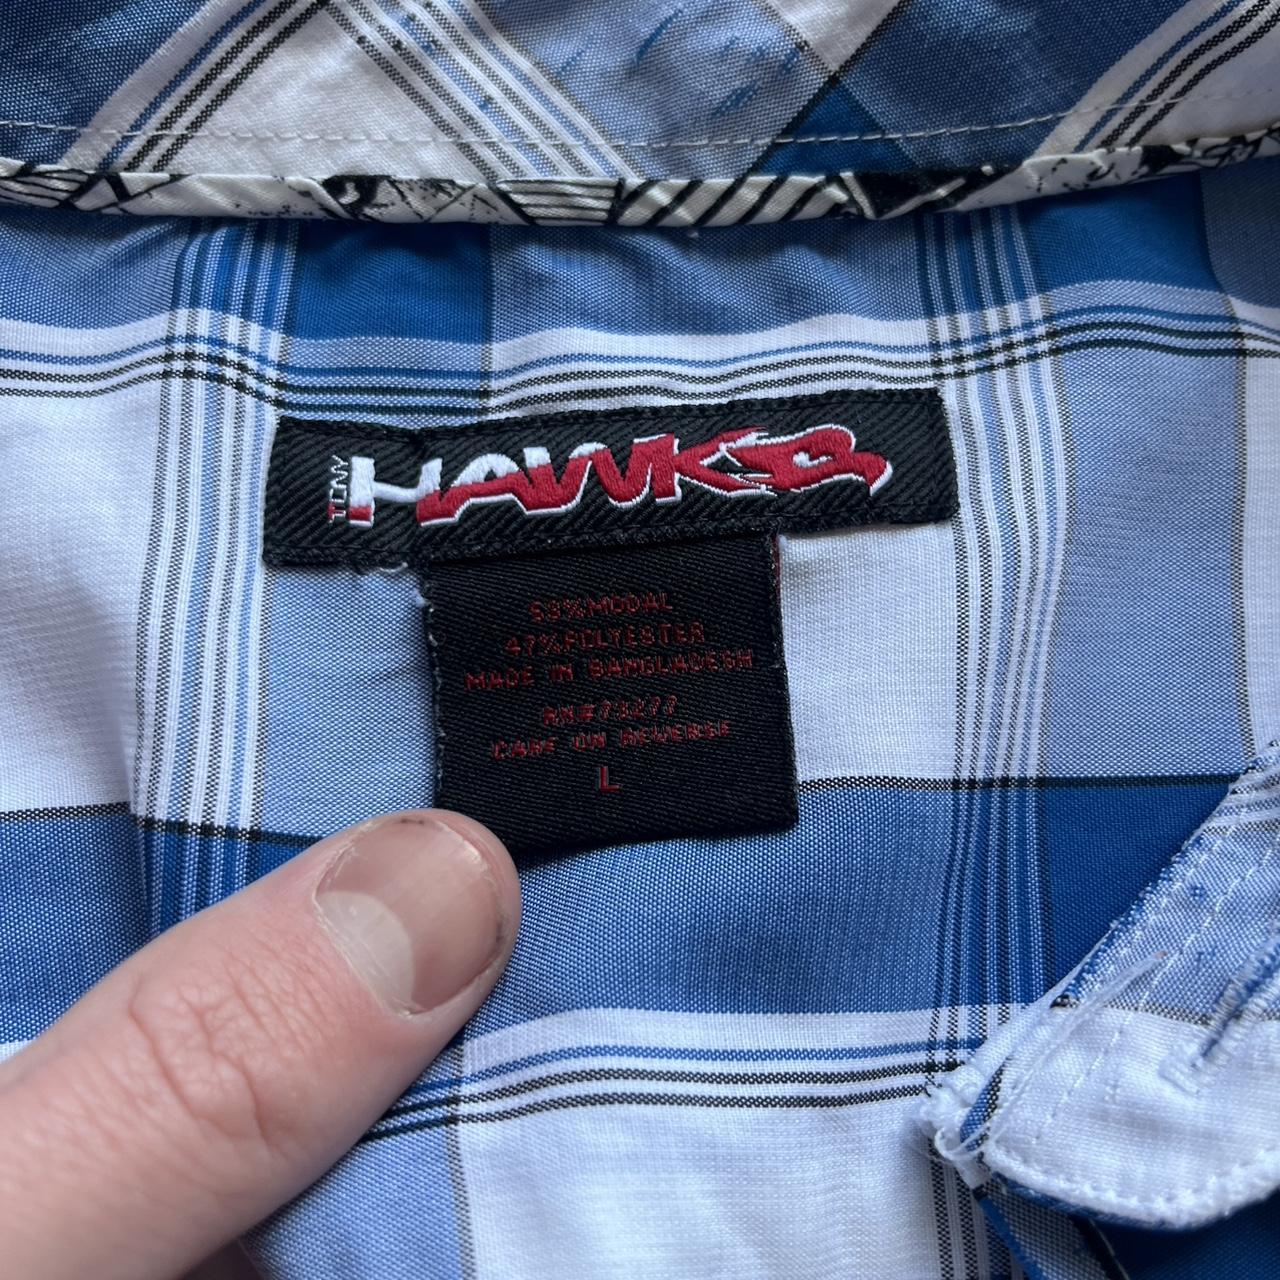 TONY HAWK
53%MODAL
47%POLYESTER
MADE IN BANGLADESH
RN#73277
CARE ON REVERSE
L